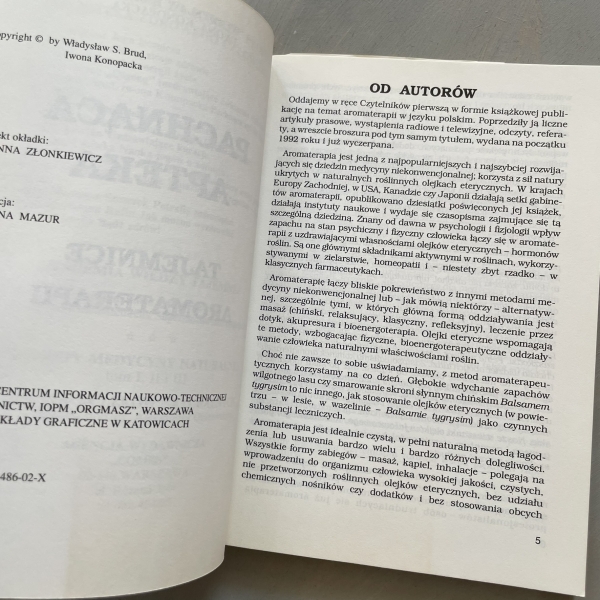 opyright © by Władysław S. Brud,
Iwona Konopacka
ekt okładki:
NNA ZŁONKIEWICZ
cja:
NA MAZUR
CENTRUM INFORMACJI NAUKOWO-TECHNICZNEJ
NICTW, IOPM „ORGMASZ”, WARSZAWA
KŁADY GRAFICZNE W KATOWICACH
486-02-X
OD AUTORÓW
Oddajemy w ręce Czytelników pierwszą w formie książkowej publi-
kację na temat aromaterapii w języku polskim. Poprzedziły ją liczne
artykuły prasowe, wystąpienia radiowe i telewizyjne, odczyty, refera-
ty, a wreszcie broszura pod tym samym tytułem, wydana na początku
1992 roku i już wyczerpana.
Aromaterapia jest jedną z najpopularniejszych i najszybciej rozwija-
jących się dziedzin medycyny niekonwencjonalnej; korzysta z sił natury
ukrytych w naturalnych roślinnych olejkach eterycznych. W krajach
Europy Zachodniej, w USA, Kanadzie czy Japonii działają setki gabine-
tów aromaterapii, opublikowano dziesiątki poświęconych jej książek,
działają instytuty naukowe i wydaje się czasopisma zajmujące się tą
szczególną dziedziną. Znany od dawna w psychologii i fizjologii wpływ
zapachu na stan psychiczny i fizyczny człowieka łączy się w aromate-
rapii z uzdrawiającymi własnościami olejków eterycznych – hormonów
roślin. Są one głównymi składnikami aktywnymi w roślinach, wykorzy-
stywanymi w zielarstwie, homeopatii i – niestety zbyt rzadko – w
klasycznych farmaceutykach.
Aromaterapię łączy bliskie pokrewieństwo z innymi metodami me-
dycyny niekonwencjonalnej lub – jak mówią niektórzy – alternatyw-
nej, szczególnie tymi, w których główną formą oddziaływania jest
masaż (chiński, relaksujący, klasyczny, refleksyjny), leczenie przez
dotyk, akupresura i bioenergoterapia. Olejki eteryczne wspomagają
te metody, wzbogacając fizyczne, bioenergoterapeutyczne oddziały-
wanie człowieka naturalnymi właściwościami roślin.
Choć nie zawsze to sobie uświadamiamy, z metod aromaterapeu-
tycznych korzystamy na co dzień. Głębokie wdychanie zapachów
wilgotnego lasu czy smarowanie skroni słynnym chińskim Balsamem
tygrysim to nic innego, jak stosowanie olejków eterycznych (w powie-
trzu – w lesie, w wazelinie – Balsamie tygrysim) jako czynnych
substancji leczniczych.
Aromaterapia jest idealnie czystą, w pełni naturalną metodą łagod-
zenia lub usuwania bardzo wielu i bardzo różnych dolegliwości.
Wszystkie formy zabiegów – masaż, kąpiel, inhalacje – polegają na
wprowadzeniu do organizmu człowieka wysokiej jakości, czystych,
nie przetworzonych roślinnych olejków eterycznych, bez udziału
chemicznych nośników czy dodatków i bez stosowania obcych
5